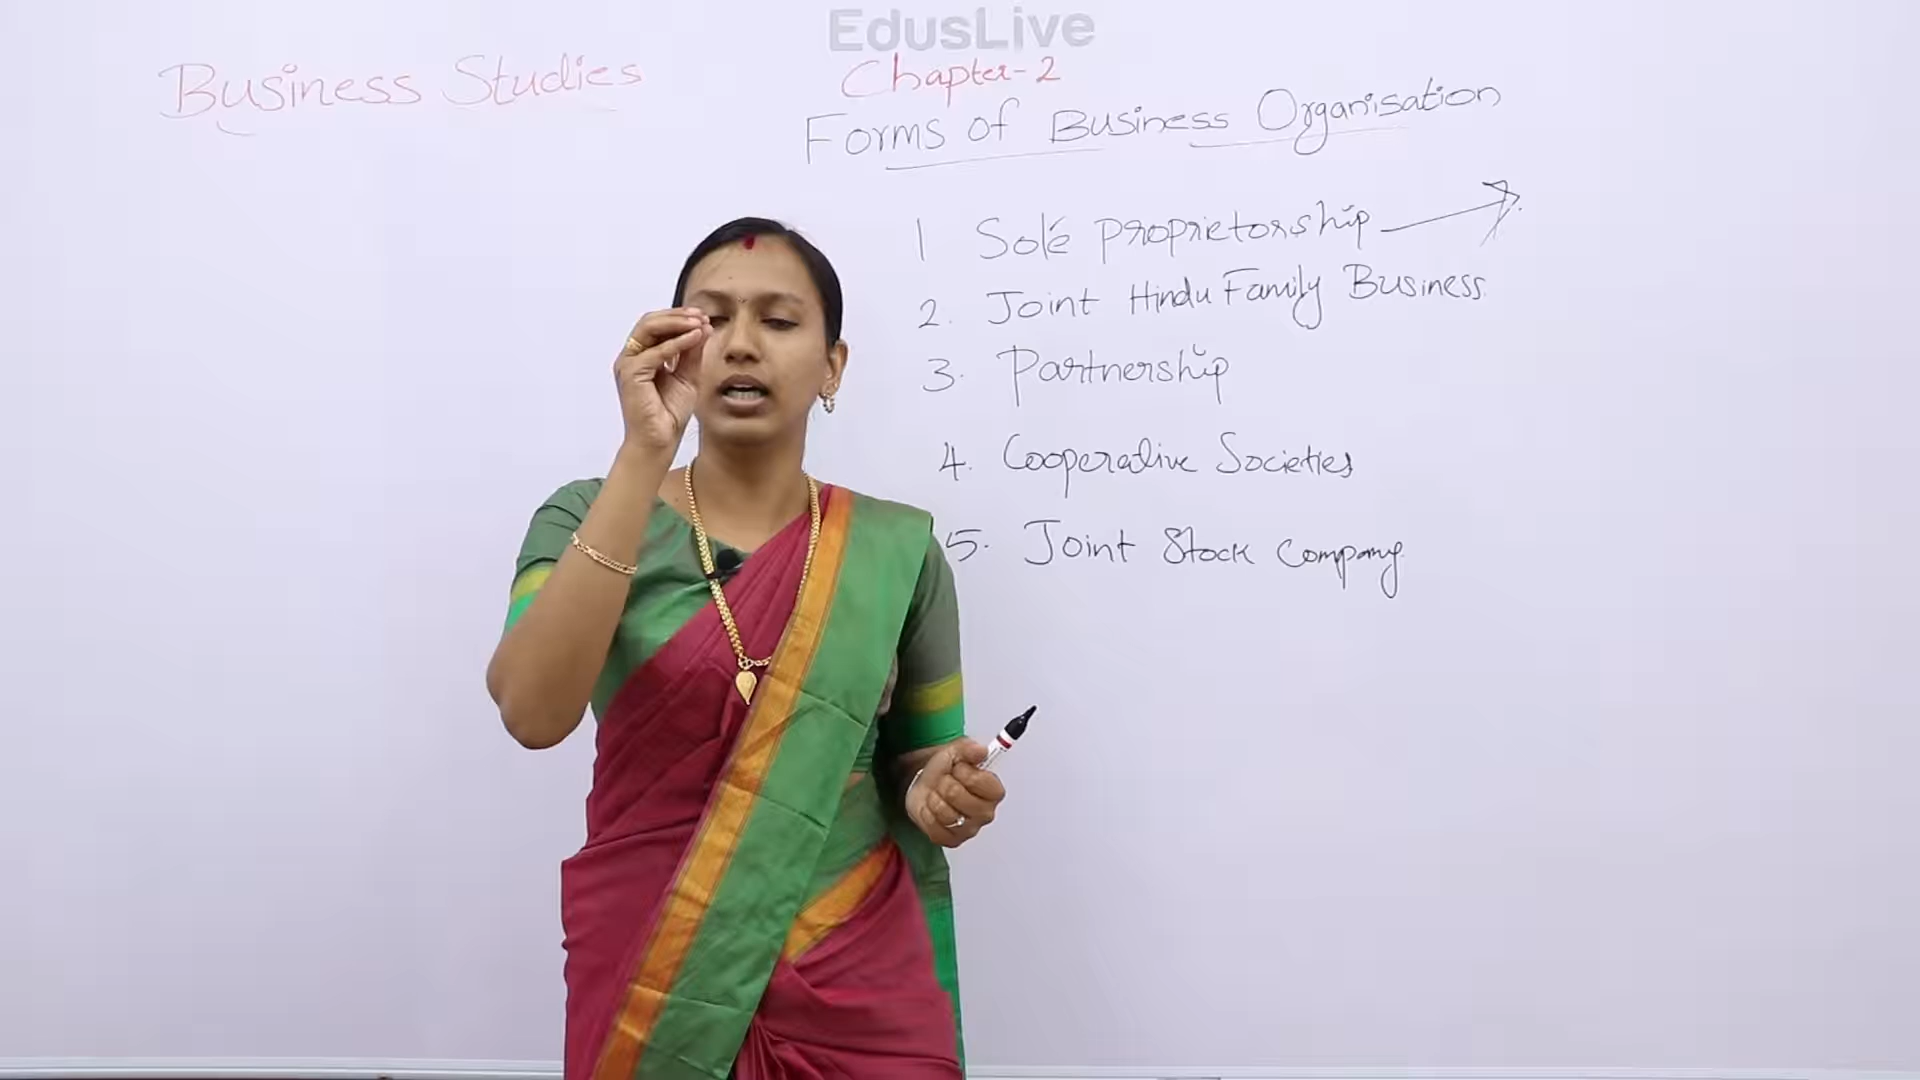 EdusLive
Business Studies
Chapter-2
Forms of Business Organisation
1 Sole proprietorship
2. Joint Hindu Family Business.
3. Partnership
4. Cooperative Societies
5. Joint Stock Company.